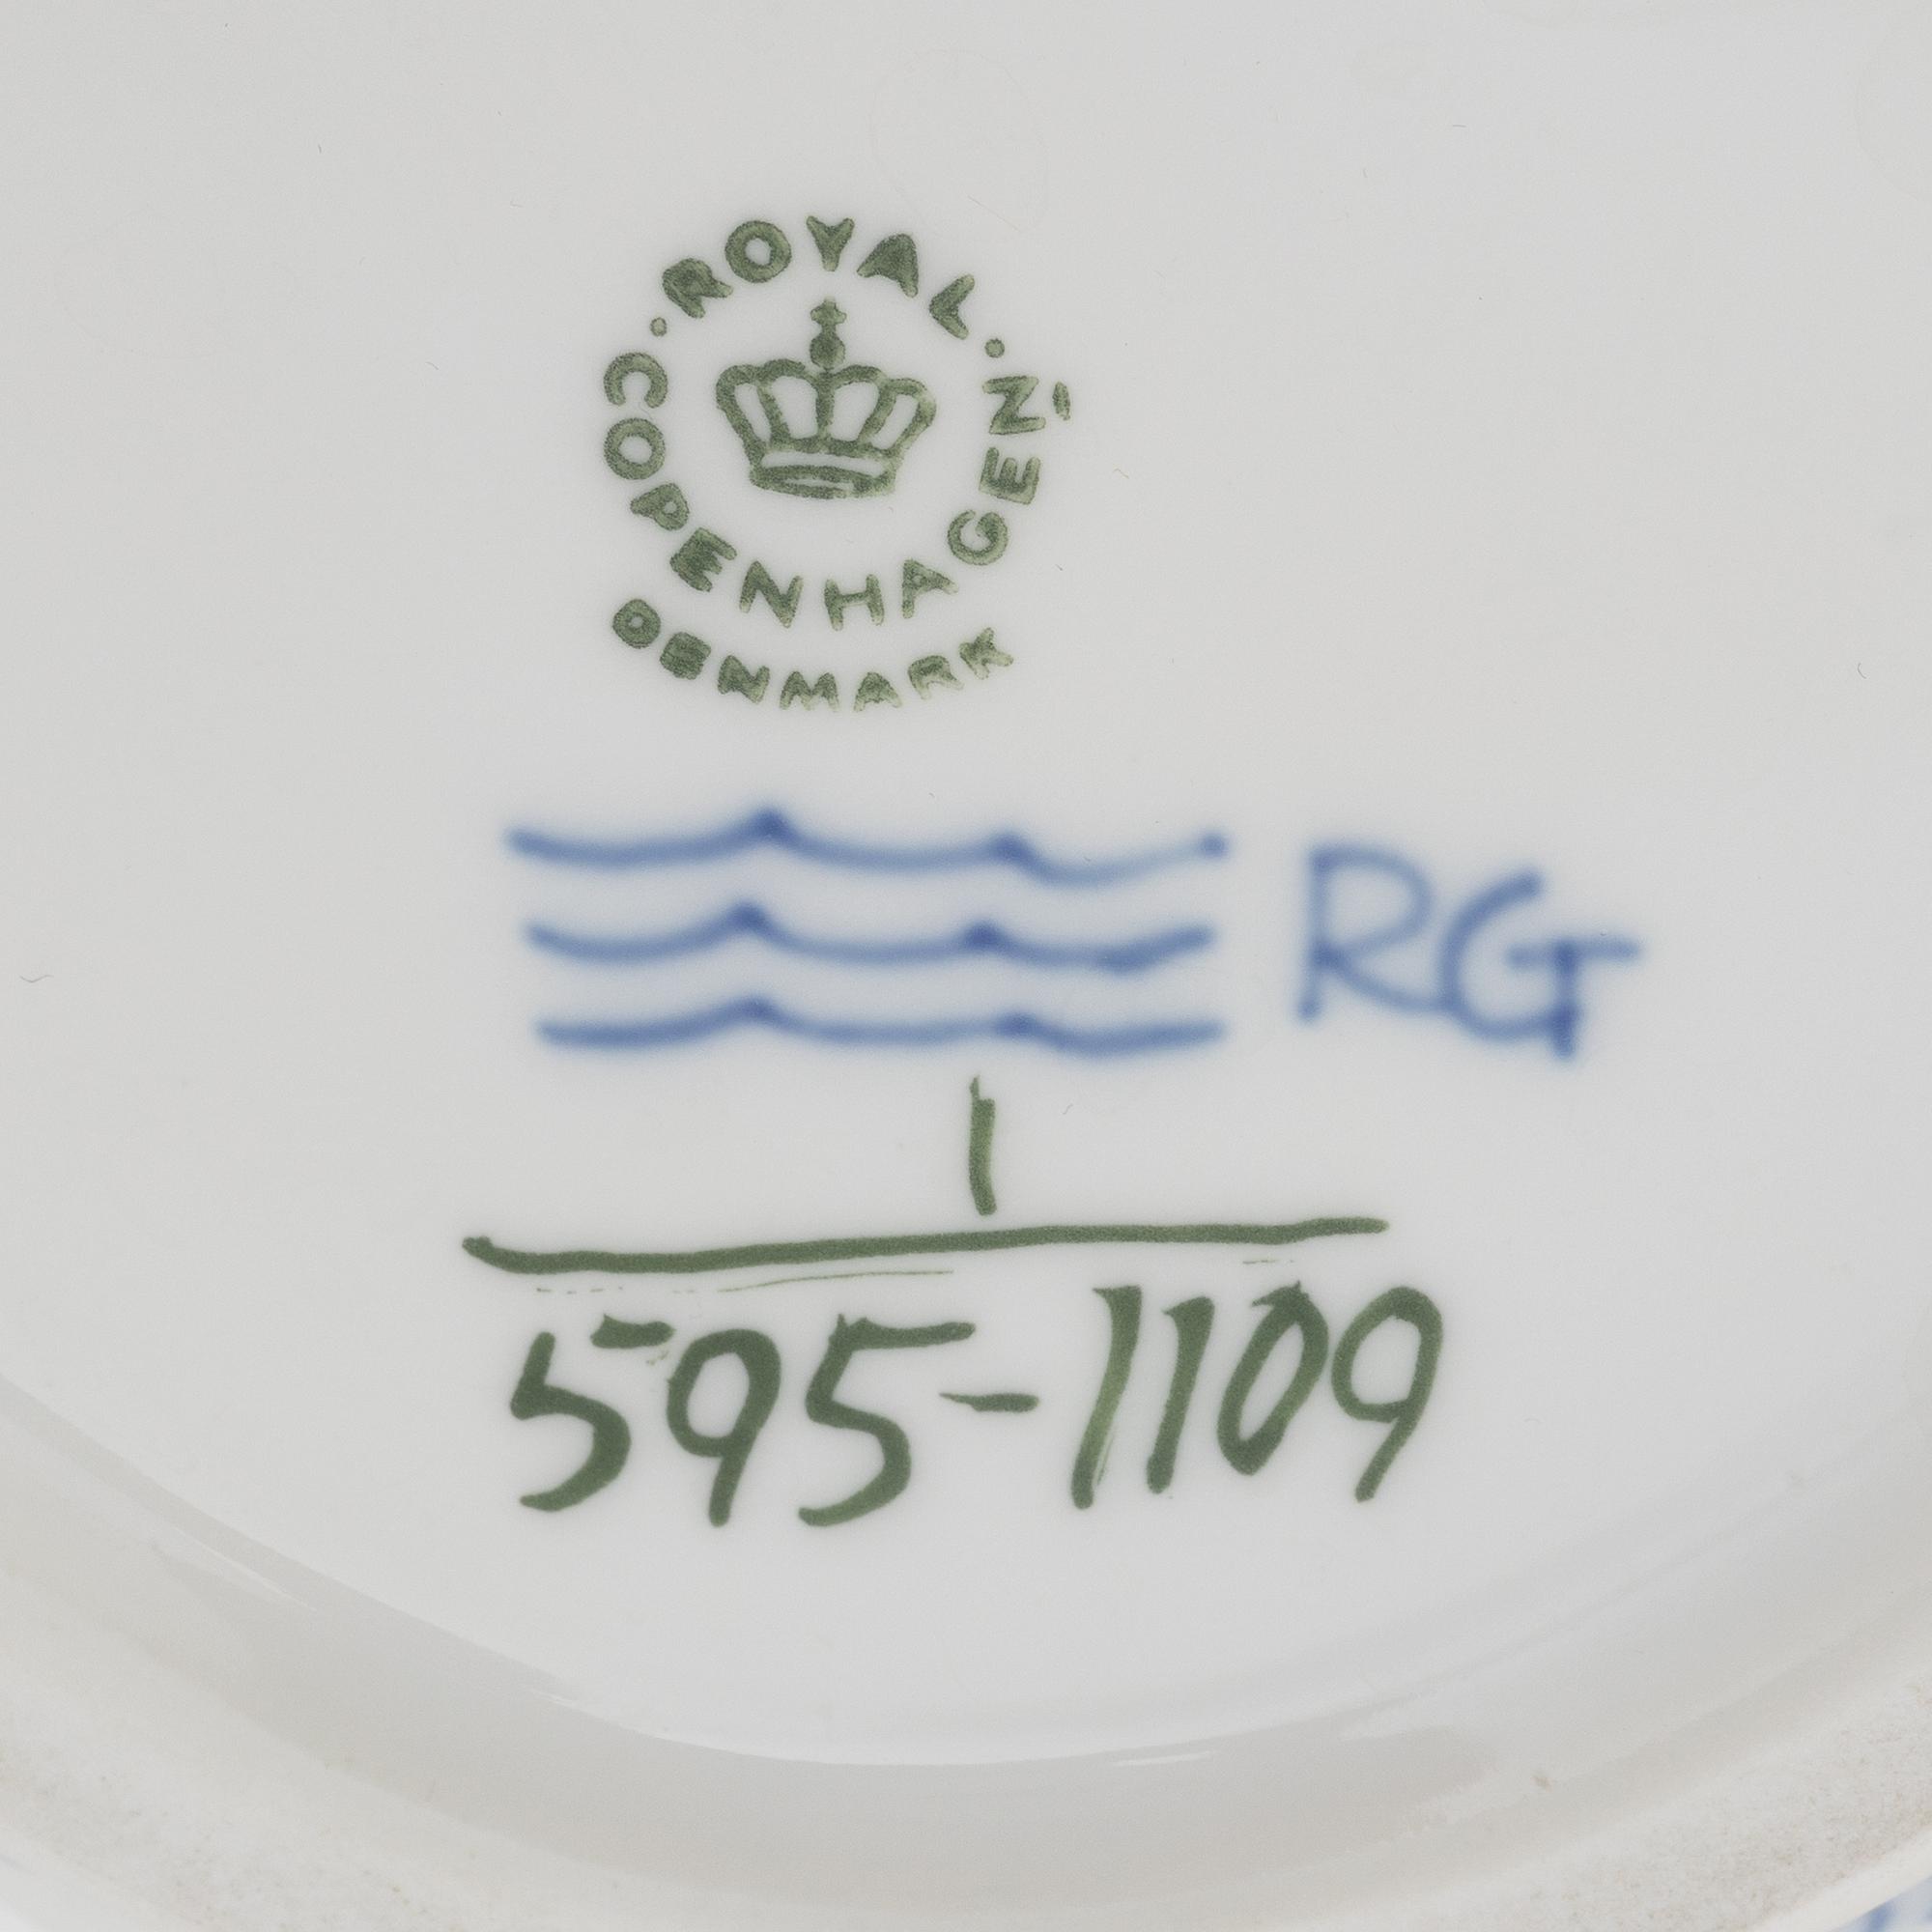 ROYAL
COPENHAGEN
DENMARK
RG
1
595-1109